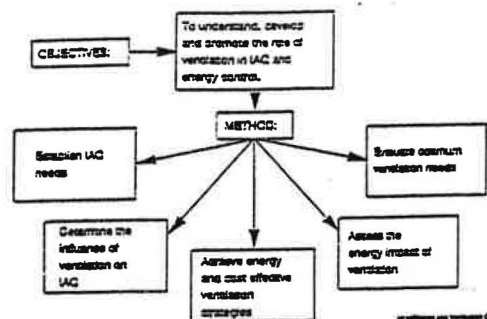 OBJECTIVES:
To understand, develop
and promote the role of
ventilation in IAQ and
energy control.
METHOD:
Establish IAQ
needs
Evaluate optimum
ventilation needs
Determine the
influence of
ventilation on
IAQ
Achieve energy
and cost effective
ventilation
strategies
Assess the
energy impact of
ventilation